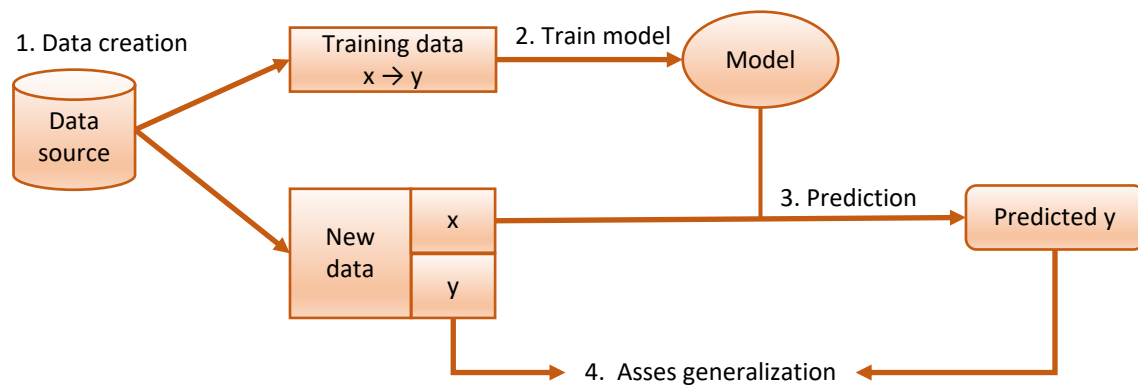 1. Data creation
Data
source
Training data
x → y
2. Train model
Model
New
data
x
y
3. Prediction
Predicted y
4. Asses generalization